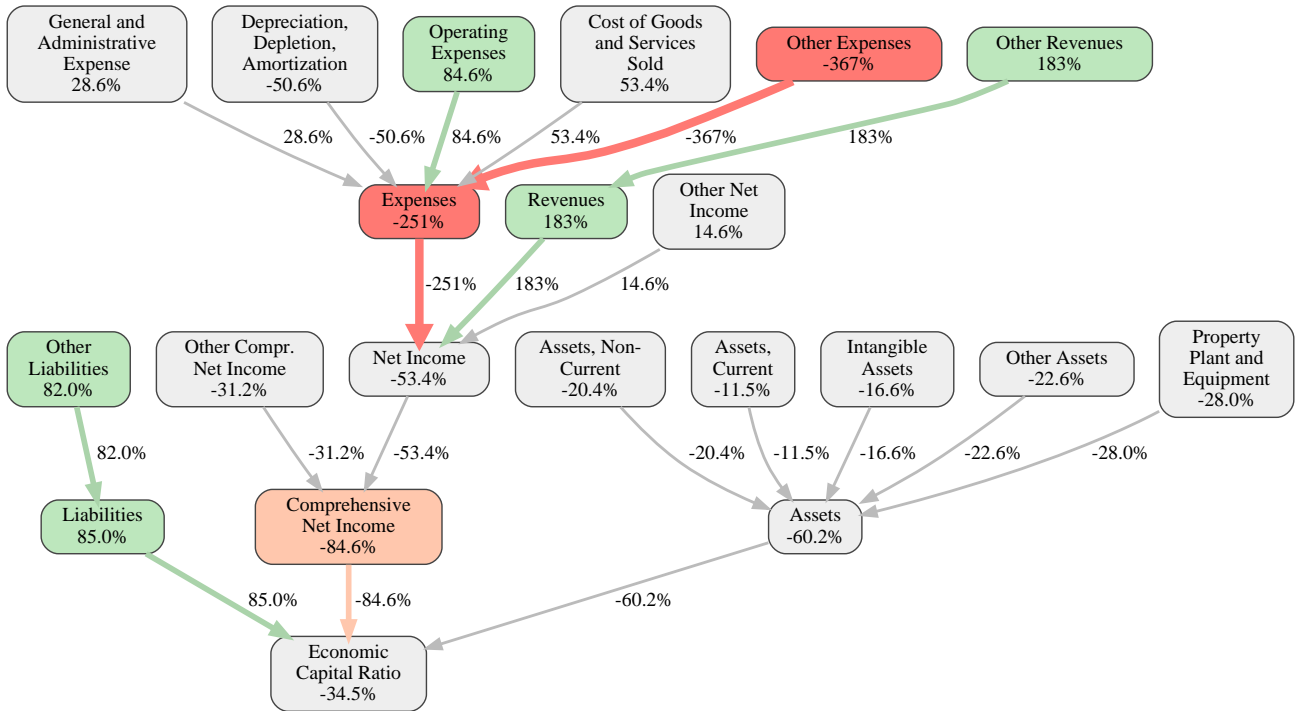 General and
Administrative
Expense
28.6%
Depreciation,
Depletion,
Amortization
-50.6%
Operating
Expenses
84.6%
Cost of Goods
and Services
Sold
53.4%
Other Expenses
-367%
Other Revenues
183%
28.6%
-50.6%
84.6%
53.4%
-367%
183%
Expenses
-251%
Revenues
183%
Other Net
Income
14.6%
-251%
183%
14.6%
Other
Liabilities
82.0%
Other Compr.
Net Income
-31.2%
Net Income
-53.4%
Assets, Non-
Current
-20.4%
Assets,
Current
-11.5%
Intangible
Assets
-16.6%
Other Assets
-22.6%
Property
Plant and
Equipment
-28.0%
82.0%
-31.2%
-53.4%
-20.4%
-11.5%
-16.6%
-22.6%
-28.0%
Liabilities
85.0%
Comprehensive
Net Income
-84.6%
Assets
-60.2%
85.0%
-84.6%
-60.2%
Economic
Capital Ratio
-34.5%